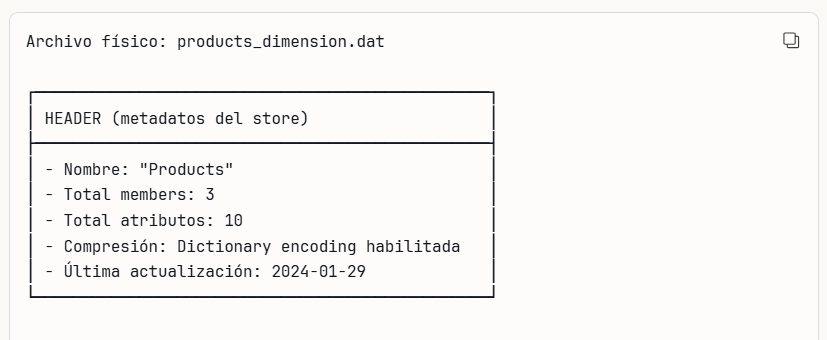 Archivo físico: products_dimension.dat
HEADER (metadatos del store)
- Nombre: "Products"
- Total members: 3
- Total atributos: 10
- Compresión: Dictionary encoding habilitada
- Última actualización: 2024-01-29